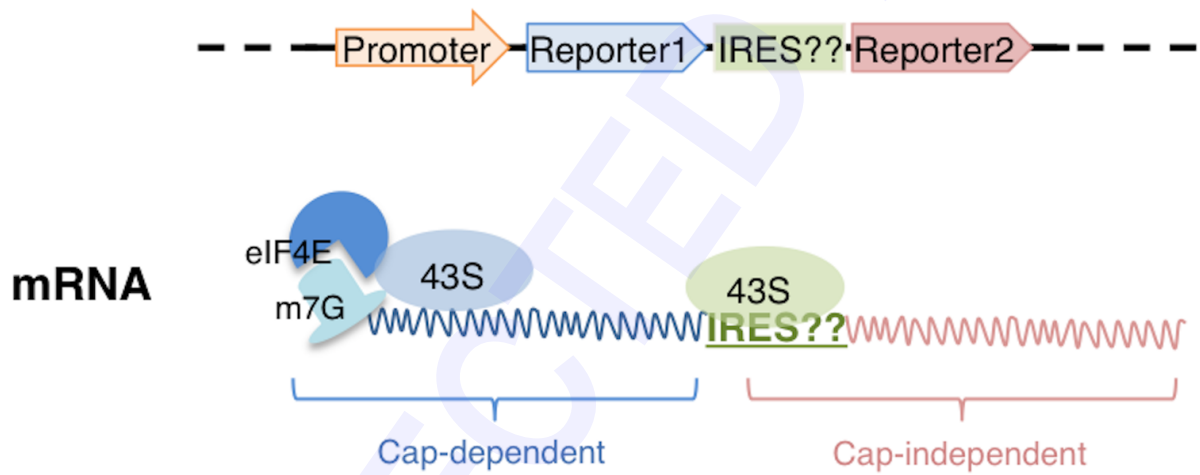 Promoter Reporter1 IRES?? Reporter2
eIF4E
43S 43S
mRNA
m7G
IRES??
Cap-dependent Cap-independent